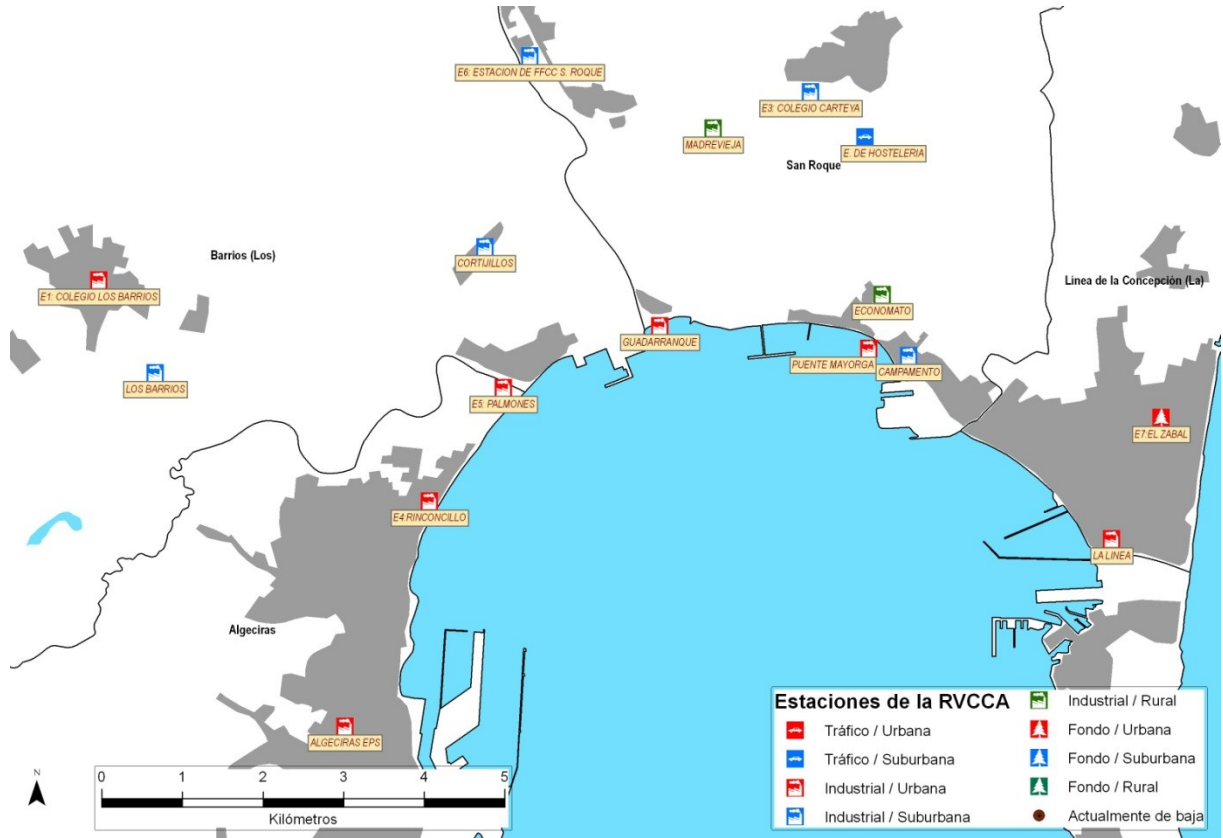 E6: ESTACION DE FFCC S. ROQUE
E3: COLEGIO CARTEYA
MADREVIEJA
E. DE HOSTELERIA
San Roque
Barrios (Los)
CORTIJILLOS
E1: COLEGIO LOS BARRIOS
Linea de la Concepción (La)
ECONOMATO
GUADARRANQUE
PUENTE MAYORGA
CAMPAMENTO
LOS BARRIOS
E5: PALMONES
E7:EL ZABAL
E4:RINCONCILLO
LA LINEA
Algeciras
ALGECIRAS EPS
N
0 1 2 3 4 5
Kilómetros
Estaciones de la RVCCA
Tráfico / Urbana
Tráfico / Suburbana
Industrial / Urbana
Industrial / Suburbana
Industrial / Rural
Fondo / Urbana
Fondo / Suburbana
Fondo / Rural
Actualmente de baja